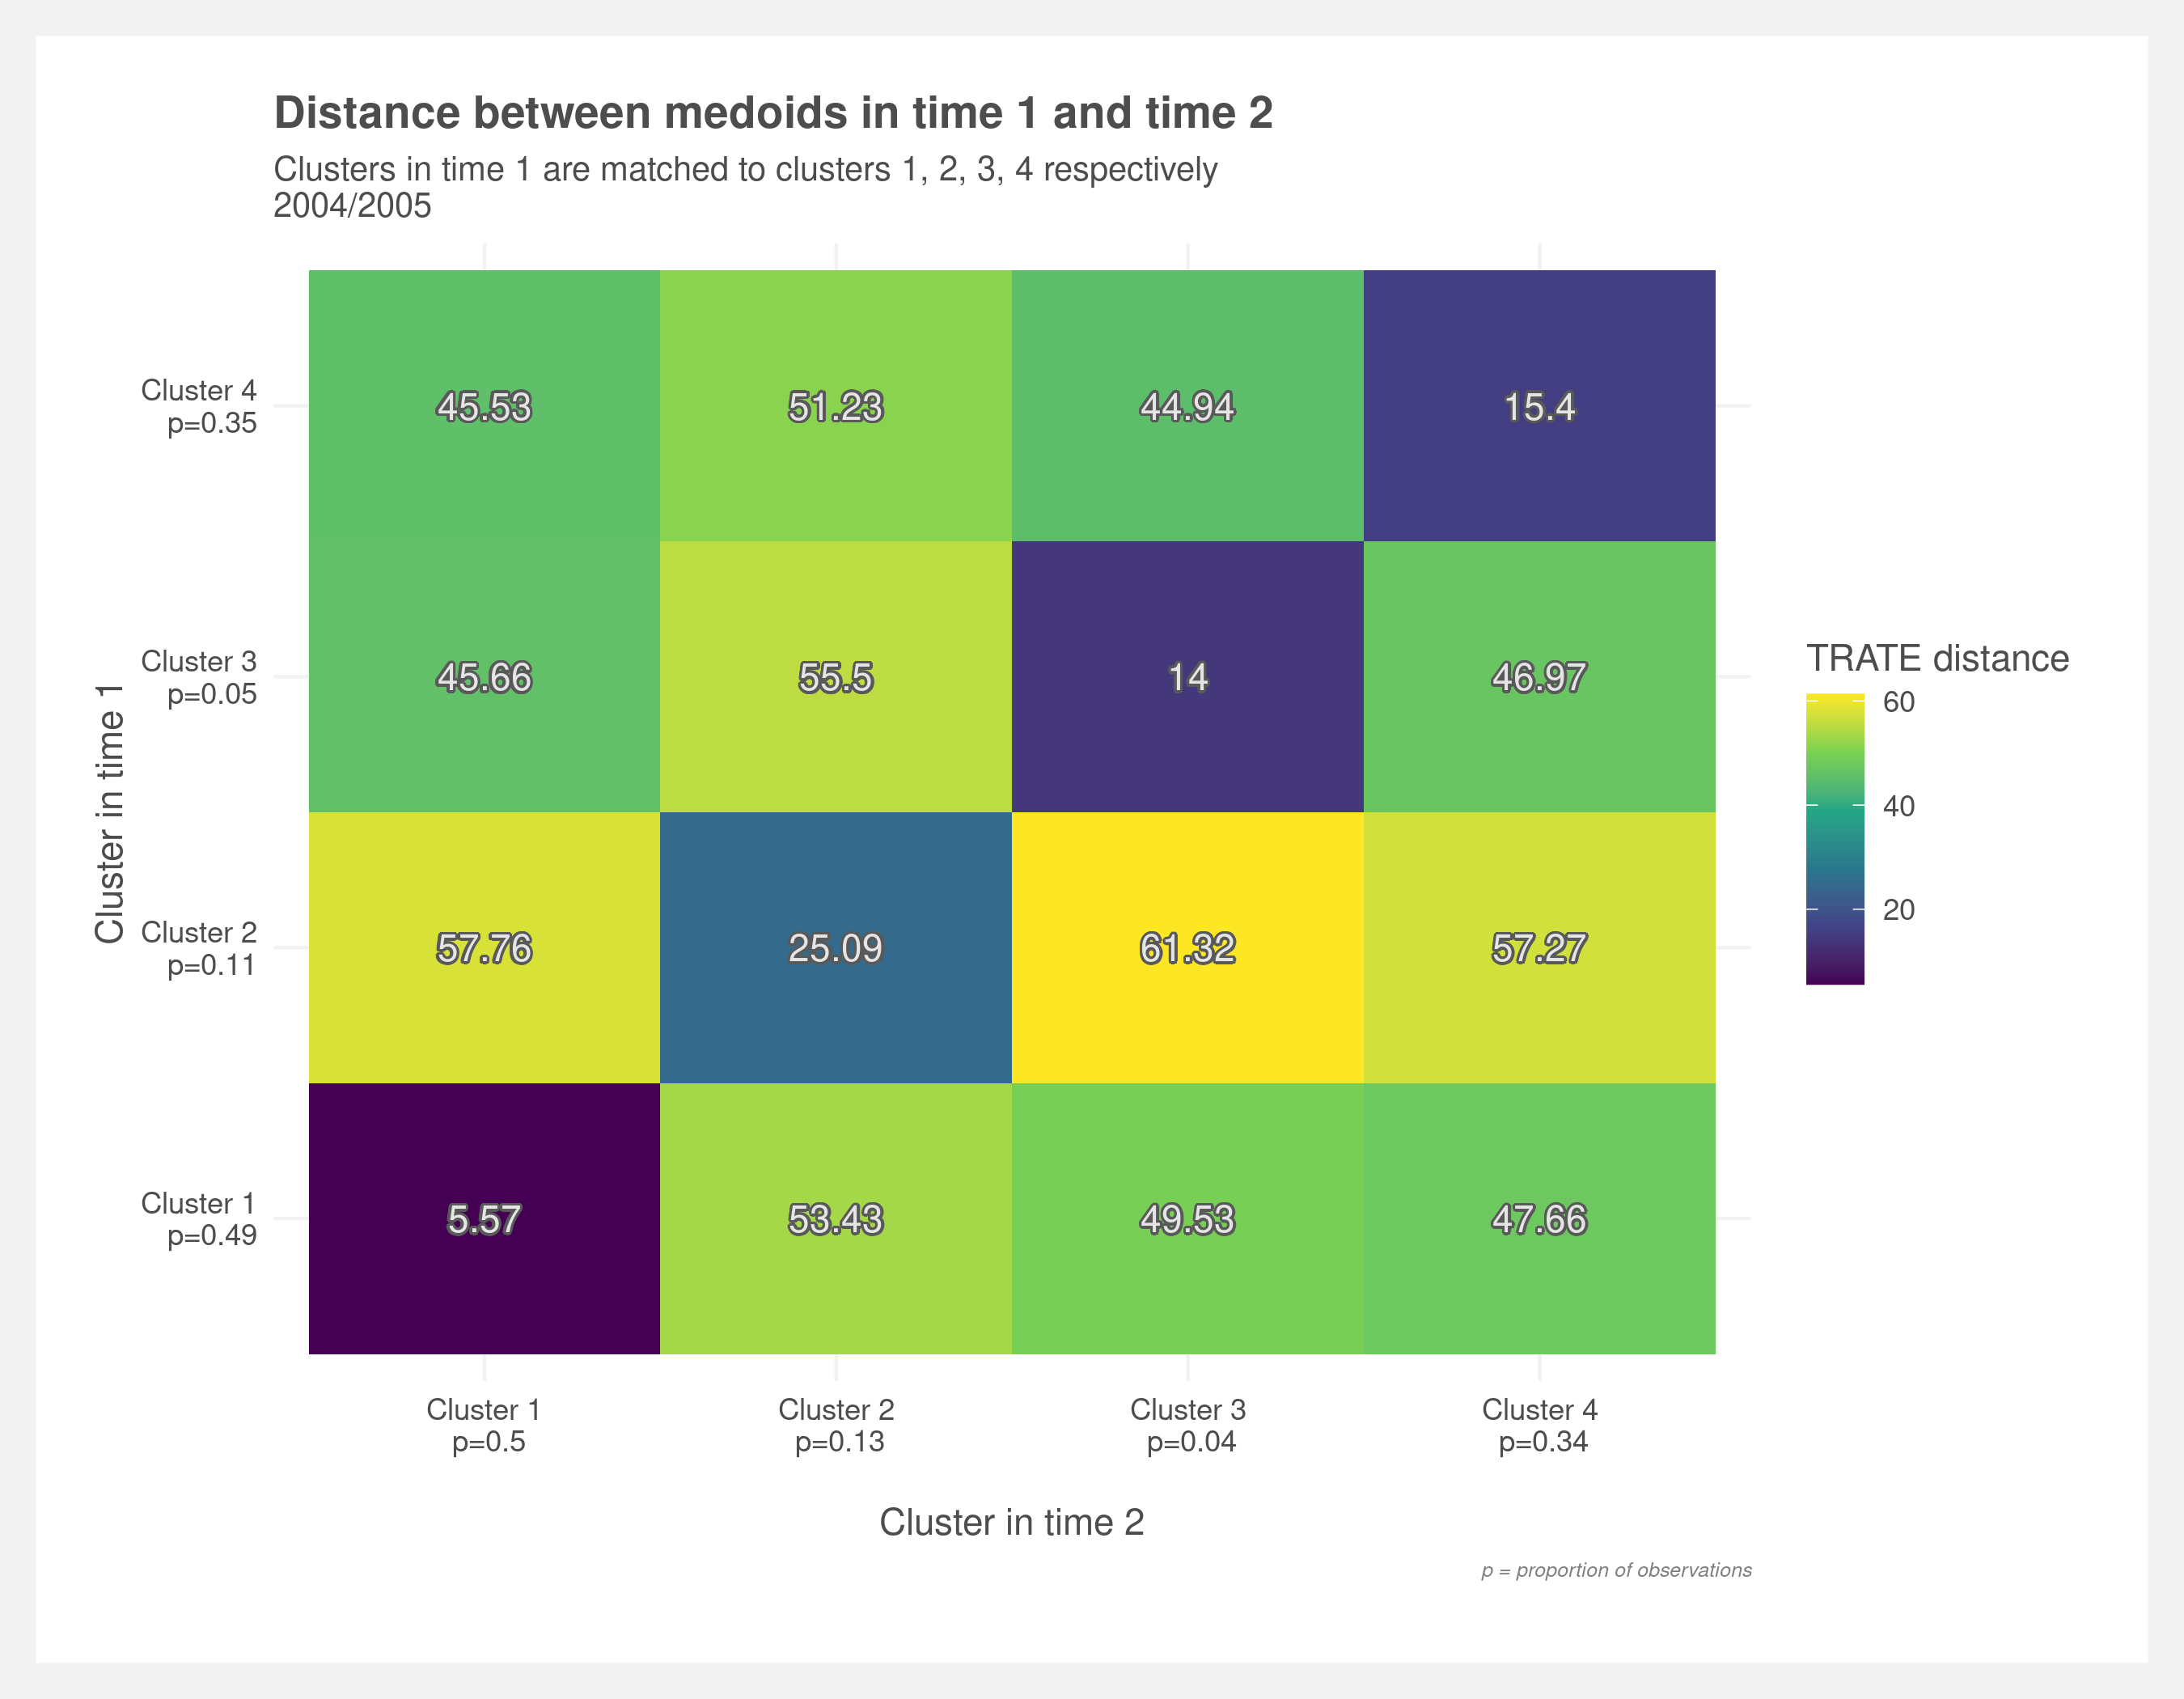 Distance between medoids in time 1 and time 2
Clusters in time 1 are matched to clusters 1, 2, 3, 4 respectively
2004/2005
Cluster in time 1
Cluster 4
p=0.35
45.53 51.23 44.94 15.4
Cluster 3
p=0.05
45.66 55.5 14 46.97
Cluster 2
p=0.11
57.76 25.09 61.32 57.27
Cluster 1
p=0.49
5.57 53.43 49.53 47.66
Cluster 1 Cluster 2 Cluster 3 Cluster 4
p=0.5 p=0.13 p=0.04 p=0.34
Cluster in time 2
TRATE distance
60
40
20
p = proportion of observations